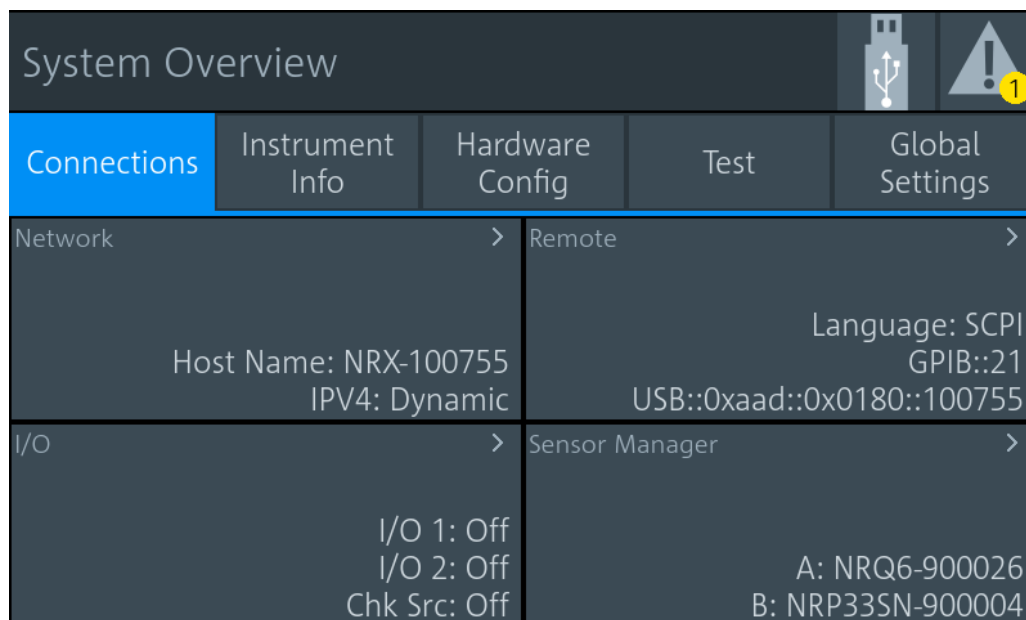 System Overview
1
Connections
Instrument
Info
Hardware
Config
Test
Global
Settings
Network >
Host Name: NRX-100755
IPV4: Dynamic
Remote >
Language: SCPI
GPIB::21
USB::0xaad::0x0180::100755
I/O >
I/O 1: Off
I/O 2: Off
Chk Src: Off
Sensor Manager >
A: NRQ6-900026
B: NRP33SN-900004